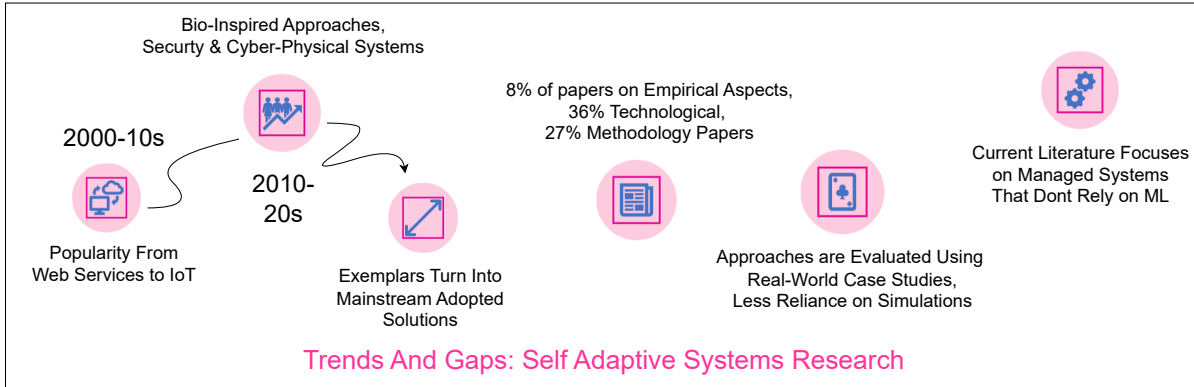 Bio-Inspired Approaches,
Securty & Cyber-Physical Systems
2000-10s
Popularity From
Web Services to IoT
2010-
20s
Exemplars Turn Into
Mainstream Adopted
Solutions
8% of papers on Empirical Aspects,
36% Technological,
27% Methodology Papers
Approaches are Evaluated Using
Real-World Case Studies,
Less Reliance on Simulations
Current Literature Focuses
on Managed Systems
That Dont Rely on ML
Trends And Gaps: Self Adaptive Systems Research